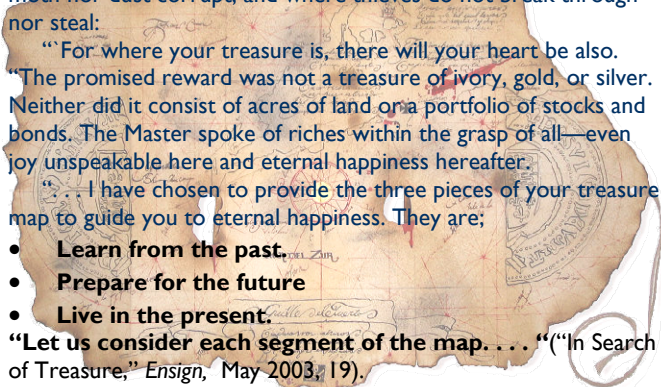 moth nor dust corrupt, and where thieves do not break through
nor steal:
“`For where your treasure is, there will your heart be also.
“The promised reward was not a treasure of ivory, gold, or silver.
Neither did it consist of acres of land or a portfolio of stocks and
bonds. The Master spoke of riches within the grasp of all—even
joy unspeakable here and eternal happiness hereafter.
“. . . I have chosen to provide the three pieces of your treasure
map to guide you to eternal happiness. They are;
• Learn from the past.
• Prepare for the future
• Live in the present.
“Let us consider each segment of the map. . . . “(“In Search
of Treasure,” Ensign, May 2003, 19).